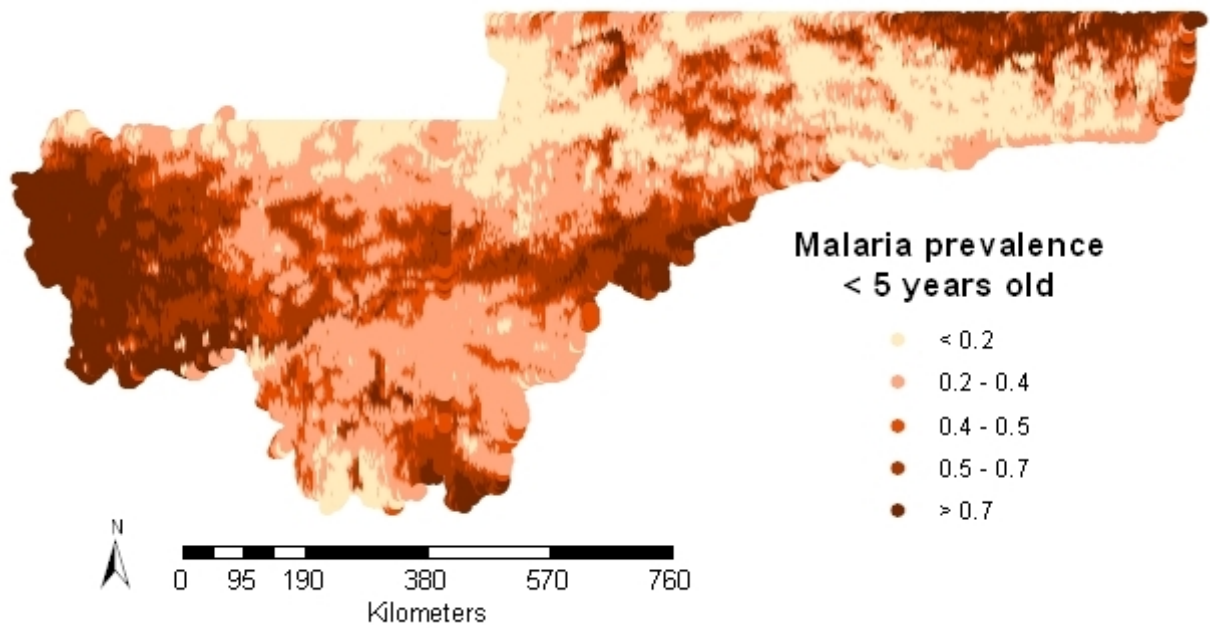 Malaria prevalence
< 5 years old
< 0.2
0.2 - 0.4
0.4 - 0.5
0.5 - 0.7
> 0.7
N
0 95 190 380 570 760
Kilometers